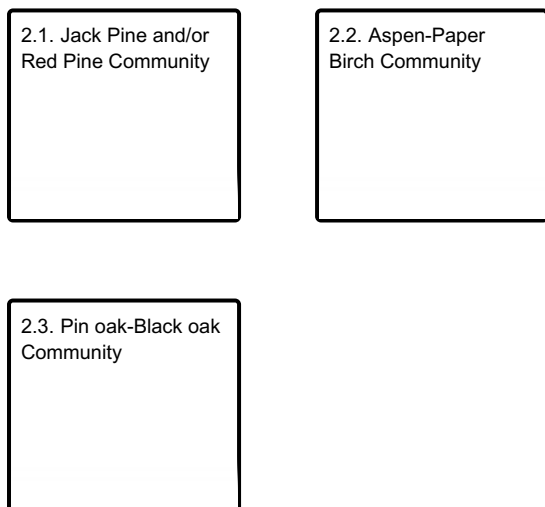 2.1. Jack Pine and/or
Red Pine Community
2.2. Aspen-Paper
Birch Community
2.3. Pin oak-Black oak
Community